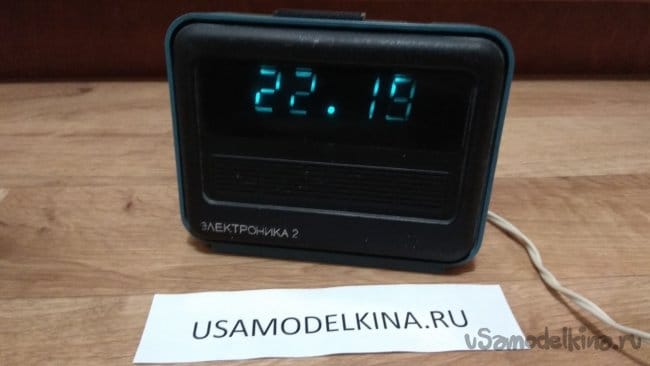 22.19
ЭЛЕКТРОНИКА 2
USAMODELKINA.RU
uSamodelkino.ru